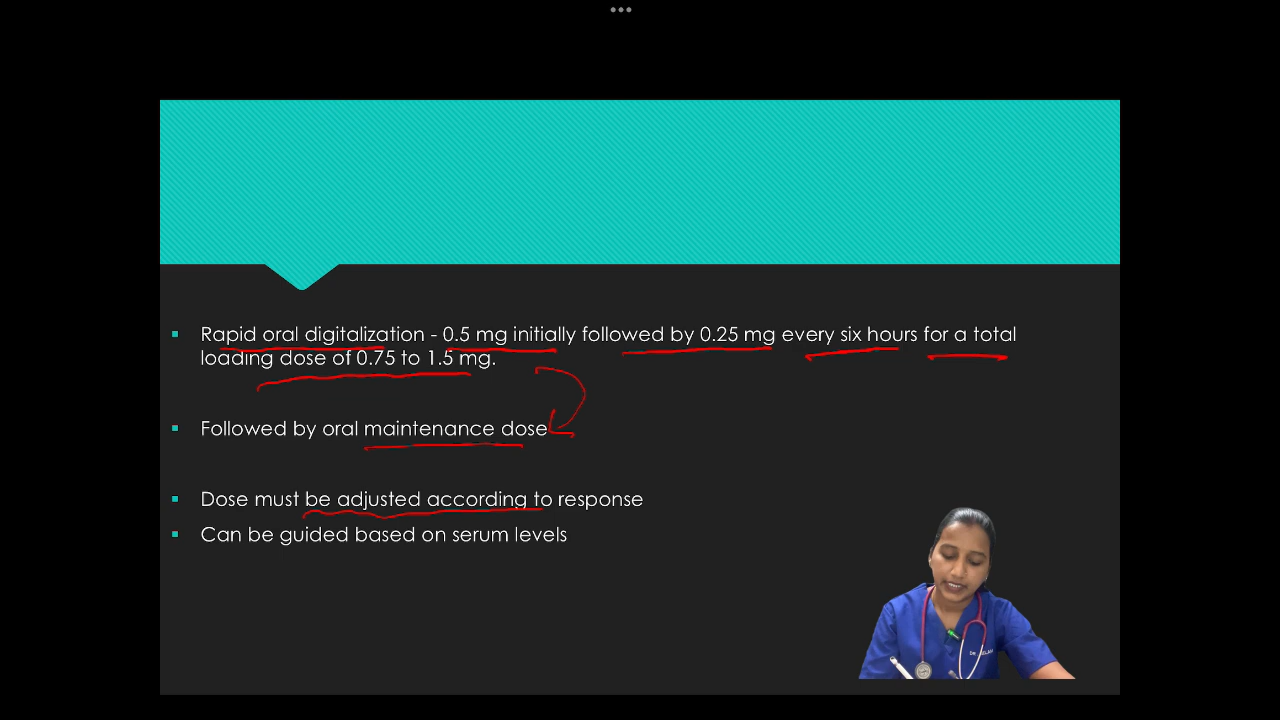 Rapid oral digitalization - 0.5 mg initially followed by 0.25 mg every six hours for a total
loading dose of 0.75 to 1.5 mg.
Followed by oral maintenance dose
Dose must be adjusted according to response
Can be guided based on serum levels